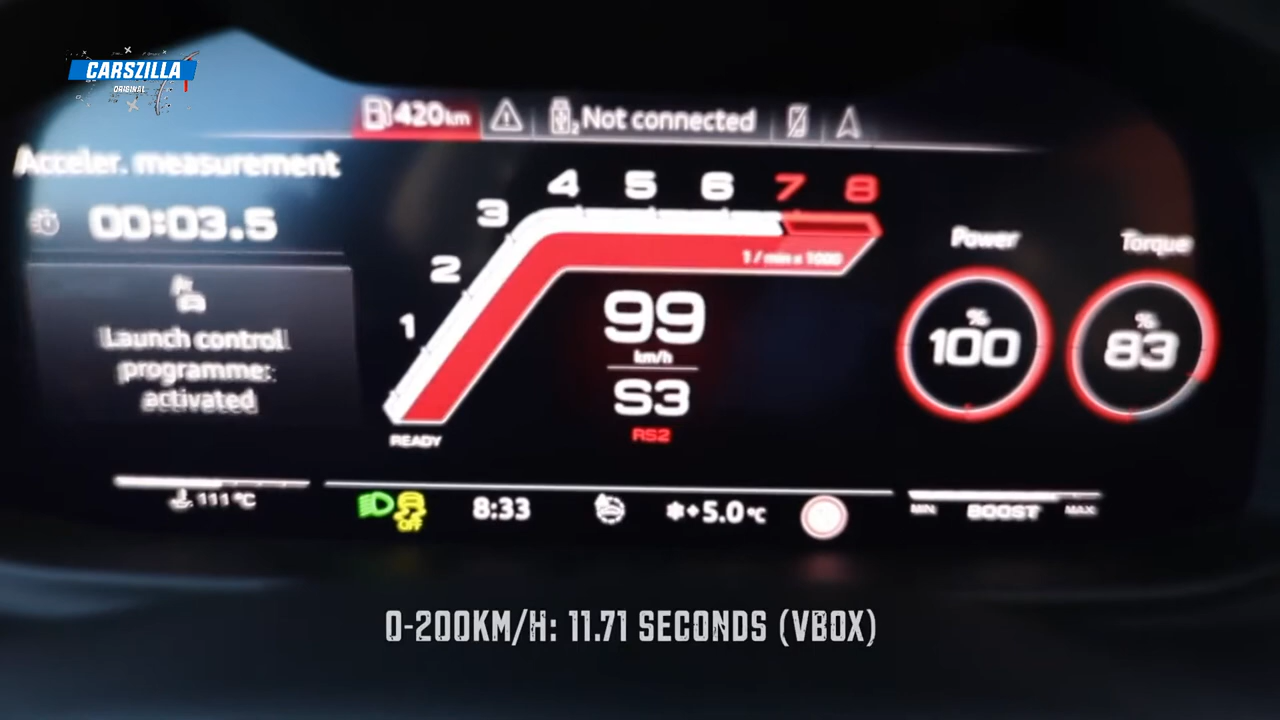 CARSZILLA
ORIGINAL
420km
2 Not connected
Acceler. measurement
00:03.5
Launch control
programme:
activated
1 2 3 4 5 6 7 8
1 / min x 1000
99
km/h
S3
RS2
READY
Power
%
100
Torque
%
83
111 °C
OFF
8:33
+5.0 °C
MIN BOOST MAX
0-200KM/H: 11.71 SECONDS (VBOX)